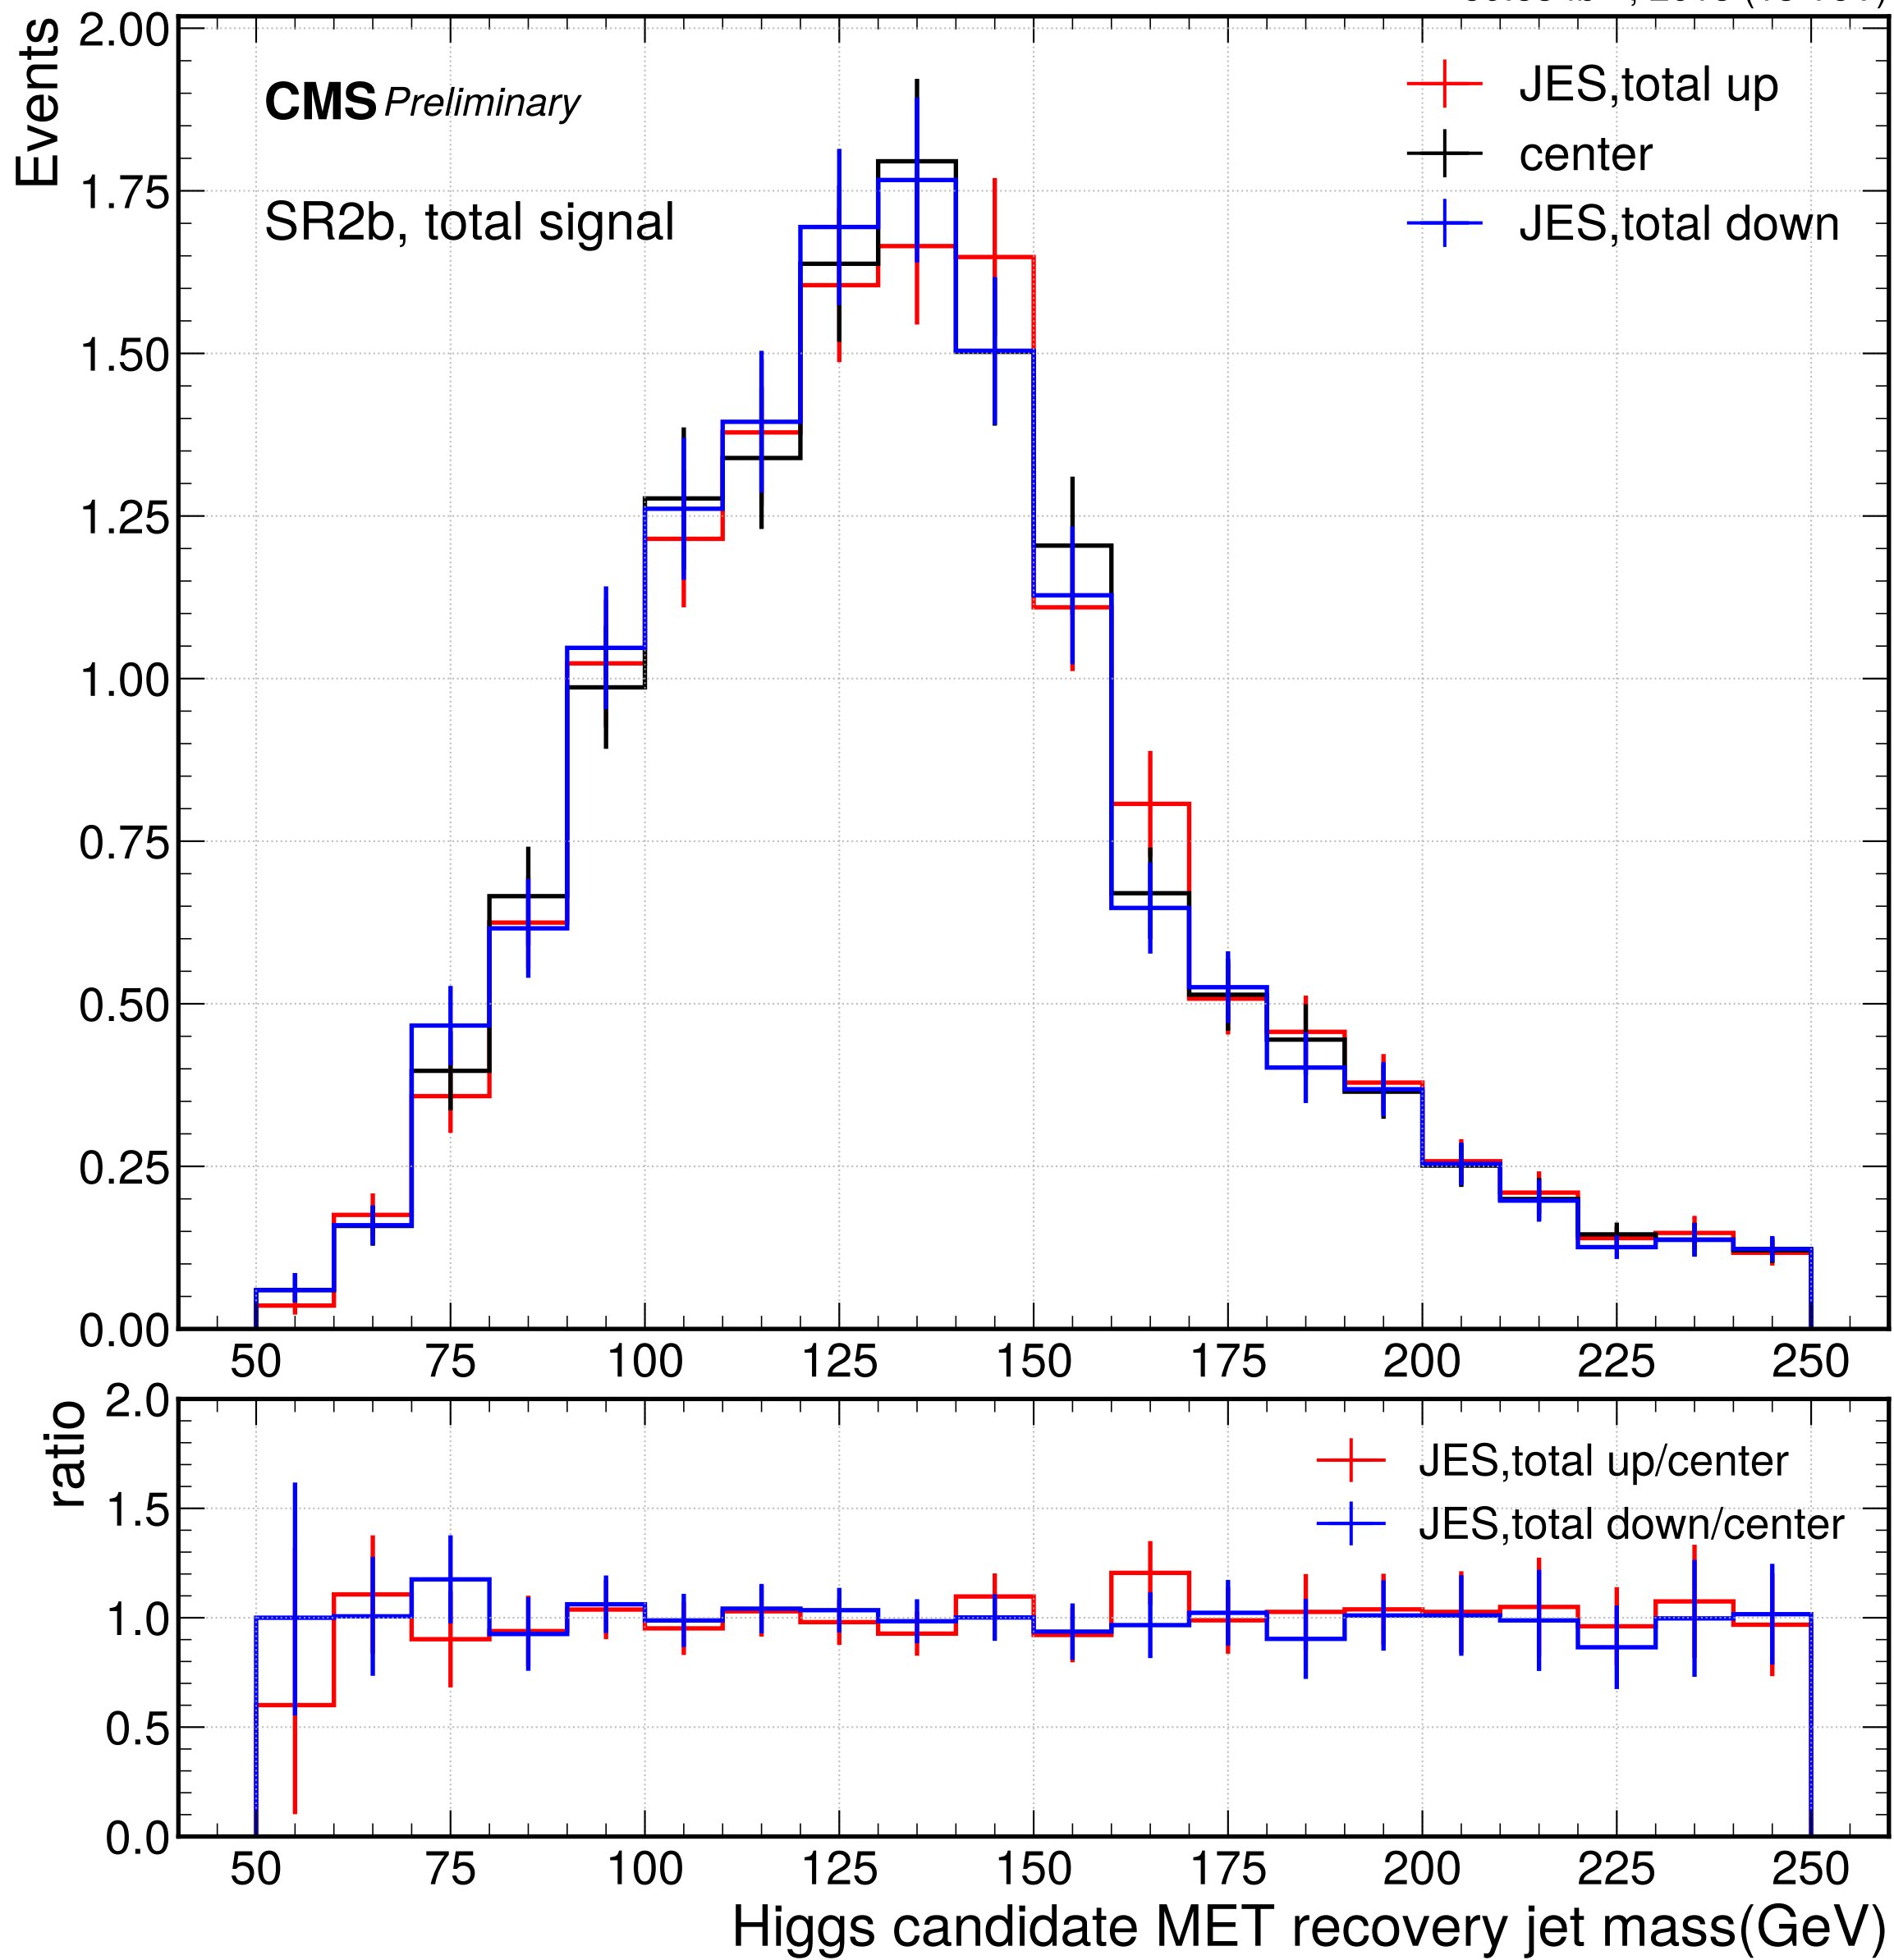 Events
CMS Preliminary
SR2b, total signal
JES,total up
center
JES,total down
2.00
1.75
1.50
1.25
1.00
0.75
0.50
0.25
0.00
50 75 100 125 150 175 200 225 250
ratio
2.0
1.5
1.0
0.5
0.0
JES,total up/center
JES,total down/center
50 75 100 125 150 175 200 225 250
Higgs candidate MET recovery jet mass(GeV)